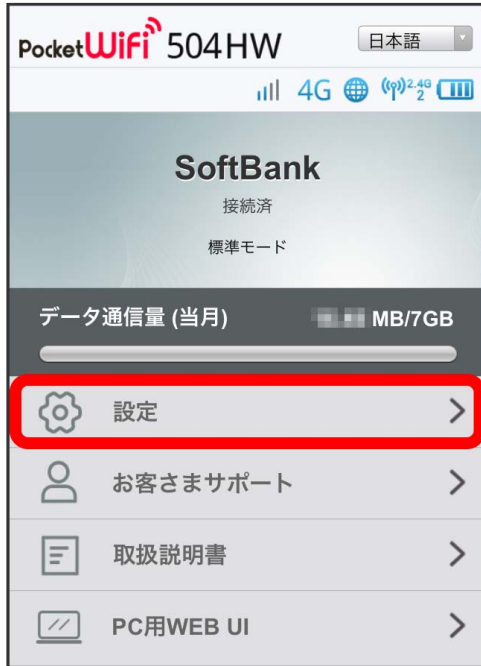 PocketWiFi 504HW
日本語
4G 2.4G 2
SoftBank
接続済
標準モード
データ通信量 (当月) MB/7GB
設定
お客さまサポート
取扱説明書
PC用WEB UI